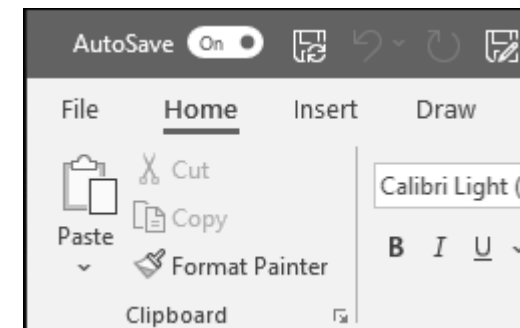 AutoSave On
File Home Insert Draw
Cut
Copy
Paste
Format Painter
Clipboard
Calibri Light (
B I U